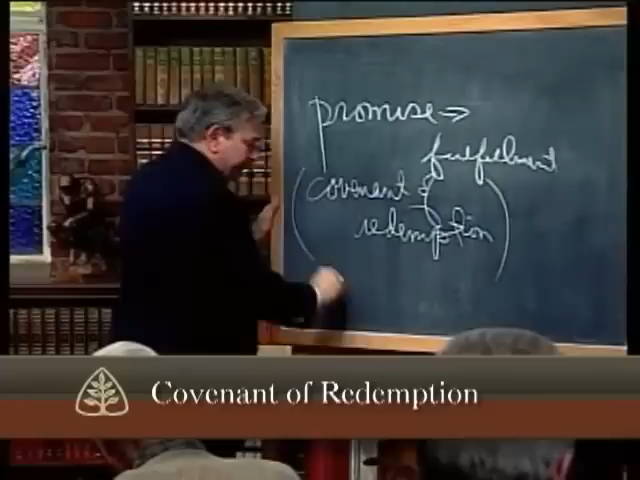 promise →
fulfillment
(covenant of
redemption)
Covenant of Redemption